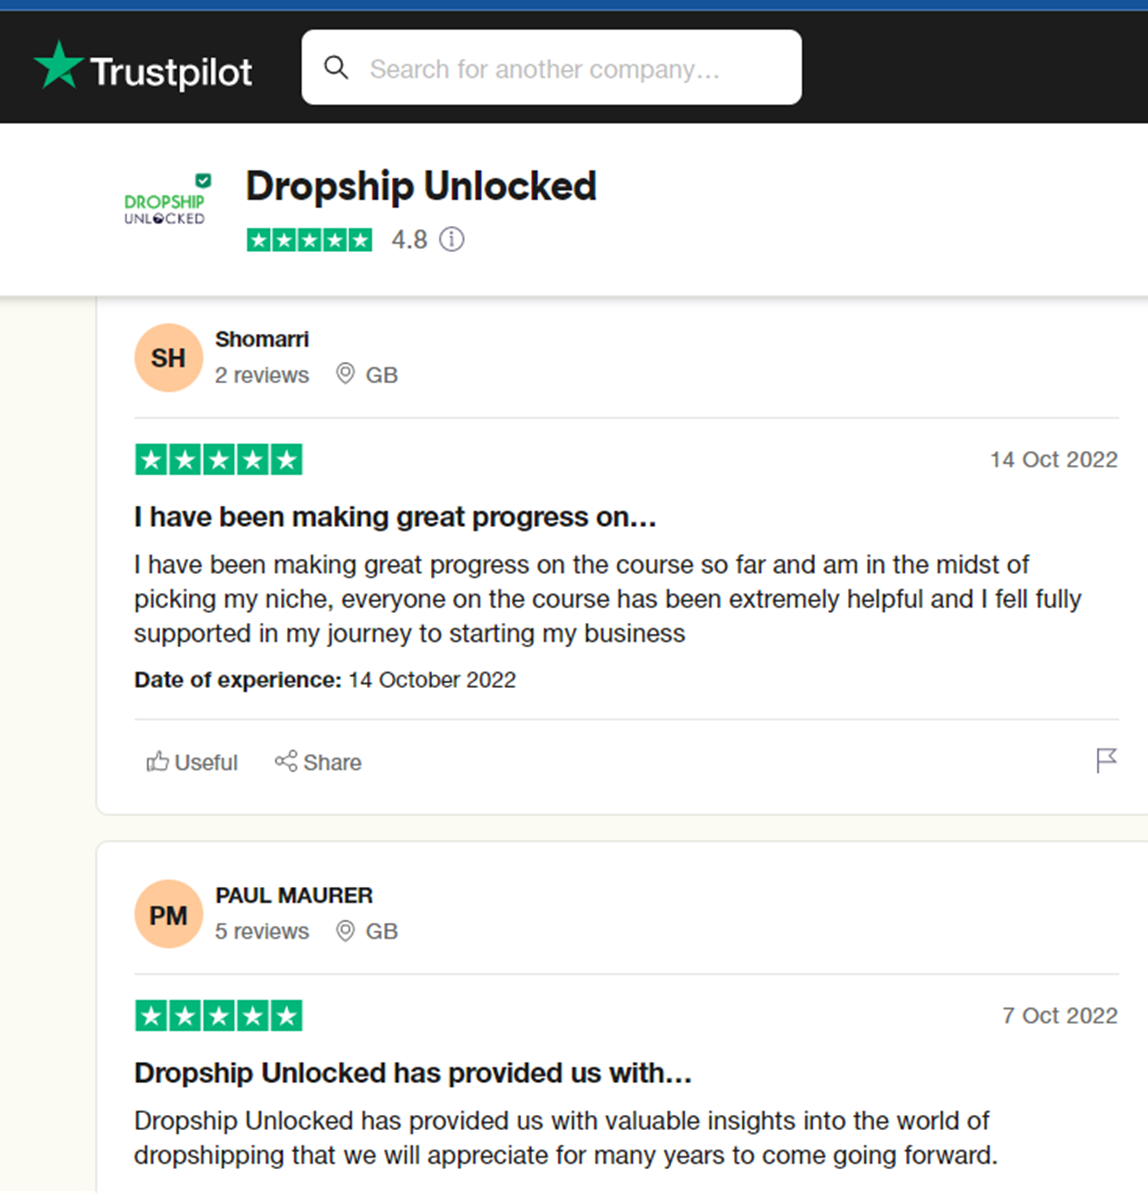 Trustpilot
Search for another company...
DROPSHIP
UNLOCKED
Dropship Unlocked
4.8
SH
Shomarri
2 reviews GB
14 Oct 2022
I have been making great progress on...
I have been making great progress on the course so far and am in the midst of
picking my niche, everyone on the course has been extremely helpful and I fell fully
supported in my journey to starting my business
Date of experience: 14 October 2022
Useful Share
PM
PAUL MAURER
5 reviews GB
7 Oct 2022
Dropship Unlocked has provided us with...
Dropship Unlocked has provided us with valuable insights into the world of
dropshipping that we will appreciate for many years to come going forward.